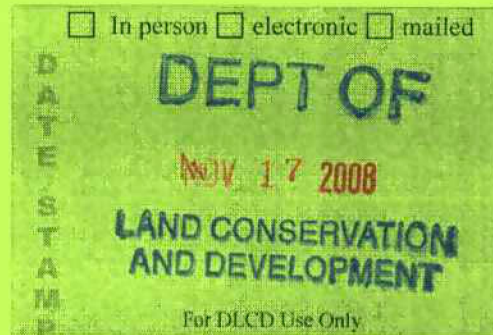 ☐ In person ☐ electronic ☐ mailed
DATE STAMP
DEPT OF
NOV 17 2008
LAND CONSERVATION
AND DEVELOPMENT
For DLCD Use Only